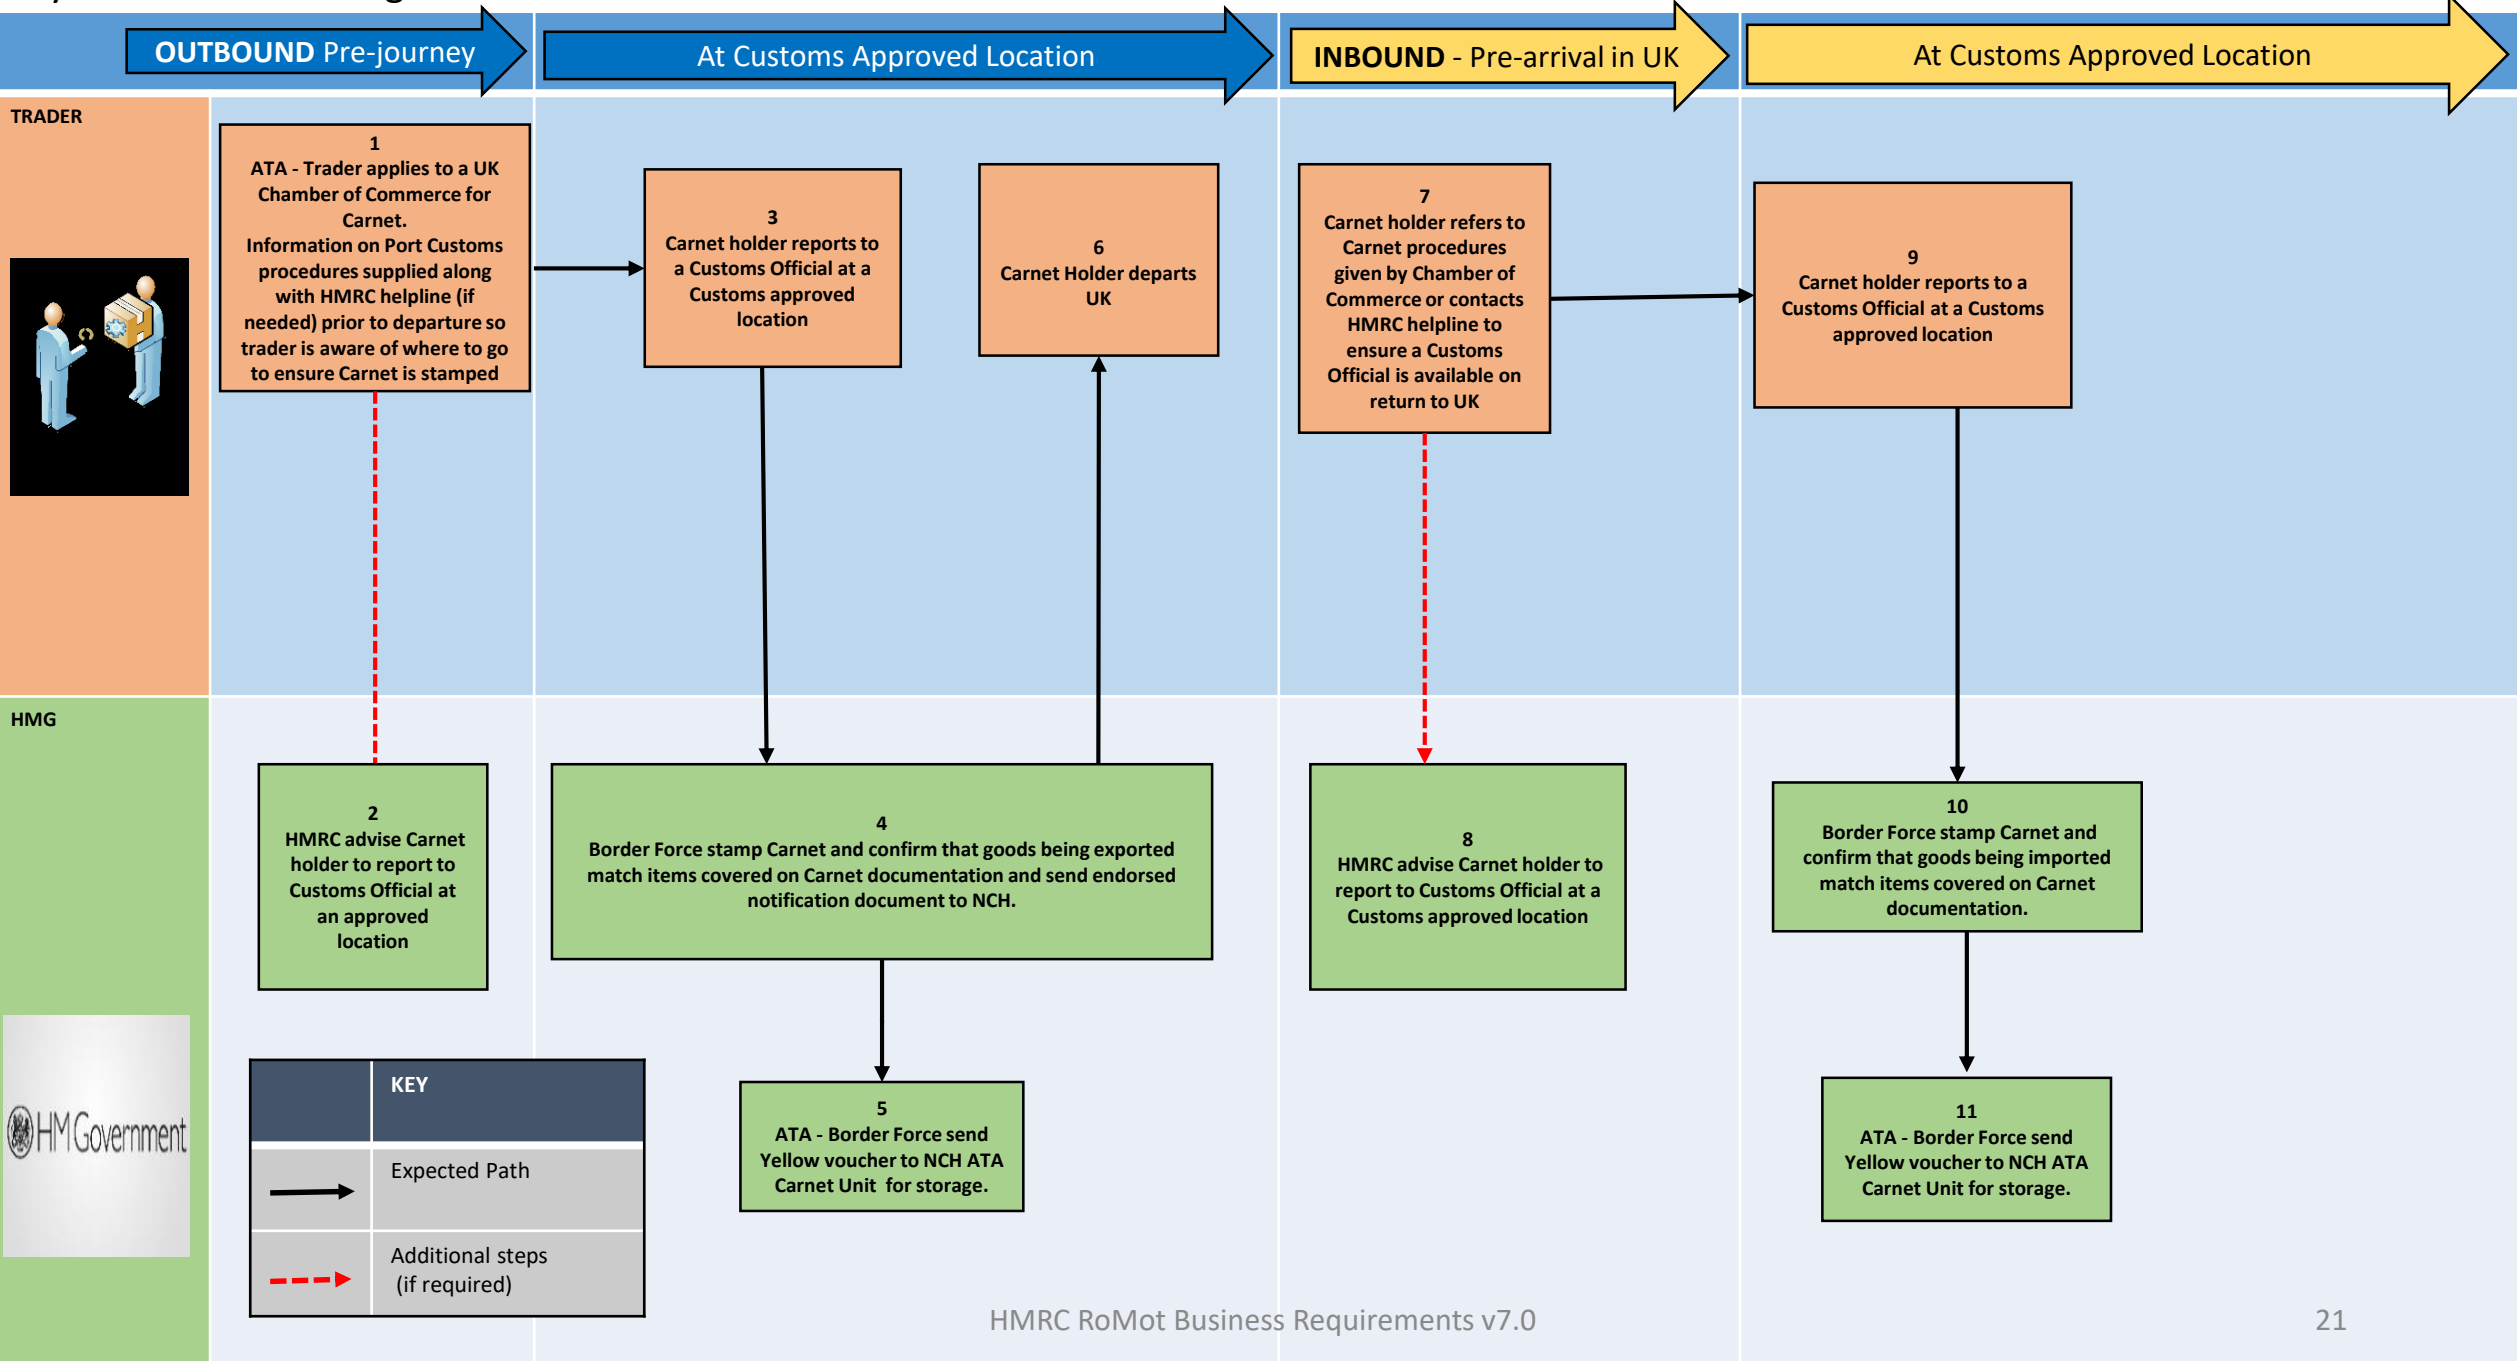 OUTBOUND Pre-journey
At Customs Approved Location
INBOUND - Pre-arrival in UK
At Customs Approved Location
TRADER
1
ATA - Trader applies to a UK
Chamber of Commerce for
Carnet.
Information on Port Customs
procedures supplied along
with HMRC helpline (if
needed) prior to departure so
trader is aware of where to go
to ensure Carnet is stamped
3
Carnet holder reports to
a Customs Official at a
Customs approved
location
6
Carnet Holder departs
UK
7
Carnet holder refers to
Carnet procedures
given by Chamber of
Commerce or contacts
HMRC helpline to
ensure a Customs
Official is available on
return to UK
9
Carnet holder reports to a
Customs Official at a Customs
approved location
HMG
2
HMRC advise Carnet
holder to report to
Customs Official at
an approved
location
4
Border Force stamp Carnet and confirm that goods being exported
match items covered on Carnet documentation and send endorsed
notification document to NCH.
8
HMRC advise Carnet holder to
report to Customs Official at a
Customs approved location
10
Border Force stamp Carnet and
confirm that goods being imported
match items covered on Carnet
documentation.
HM Government
5
ATA - Border Force send
Yellow voucher to NCH ATA
Carnet Unit for storage.
11
ATA - Border Force send
Yellow voucher to NCH ATA
Carnet Unit for storage.
KEY
Expected Path
Additional steps
(if required)
HMRC RoMot Business Requirements v7.0
21